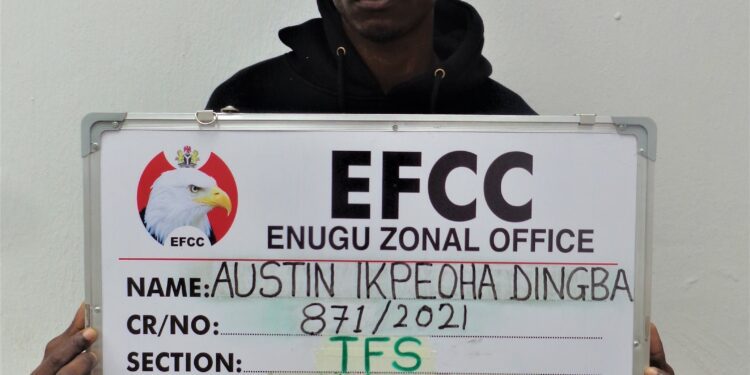 EFCC
EFCC
ENUGU ZONAL OFFICE
NAME: AUSTIN IKPEOHA DINGBA
CR/NO: 871/2021
SECTION: TFS